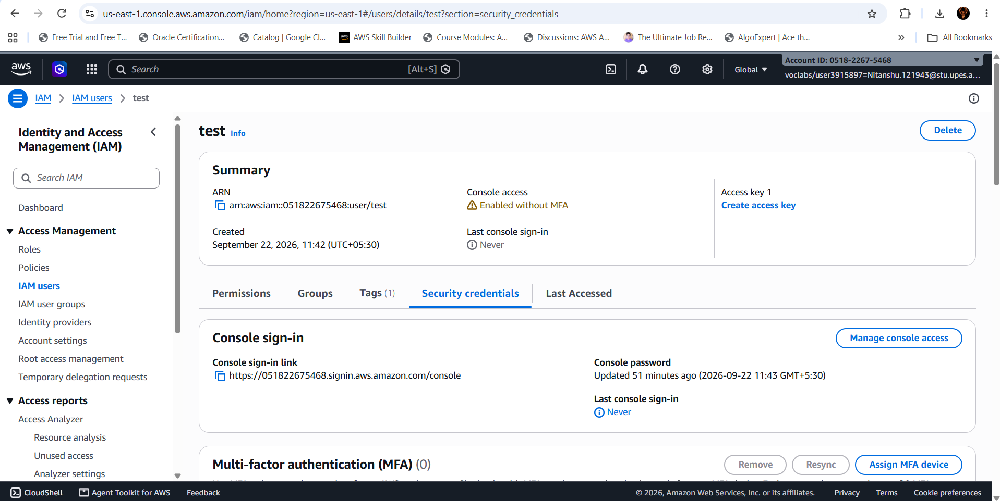 us-east-1.console.aws.amazon.com/iam/home?region=us-east-1#/users/details/test?section=security_credentials
Free Trial and Free T...
Oracle Certification...
Catalog | Google Cl...
aws
AWS Skill Builder
Course Modules: A...
Discussions: AWS A...
The Ultimate Job Re...
AlgoExpert | Ace th...
»
All Bookmarks
aws
Search
[Alt+S]
Global
Account ID: 0518-2267-5468
voclabs/user3915897=Nitanshu.121943@stu.upes.a...
IAM
IAM users
test
Identity and Access
Management (IAM)
Search IAM
Dashboard
Access Management
Roles
Policies
IAM users
IAM user groups
Identity providers
Account settings
Root access management
Temporary delegation requests
Access reports
Access Analyzer
Resource analysis
Unused access
Analyzer settings
test Info
Delete
Summary
ARN
arn:aws:iam::051822675468:user/test
Created
September 22, 2026, 11:42 (UTC+05:30)
Console access
Enabled without MFA
Last console sign-in
Never
Access key 1
Create access key
Permissions
Groups
Tags (1)
Security credentials
Last Accessed
Console sign-in
Manage console access
Console sign-in link
https://051822675468.signin.aws.amazon.com/console
Console password
Updated 51 minutes ago (2026-09-22 11:43 GMT+5:30)
Last console sign-in
Never
Multi-factor authentication (MFA) (0)
Remove
Resync
Assign MFA device
CloudShell
Agent Toolkit for AWS
Feedback
© 2026, Amazon Web Services, Inc. or its affiliates.
Privacy
Terms
Cookie preferences